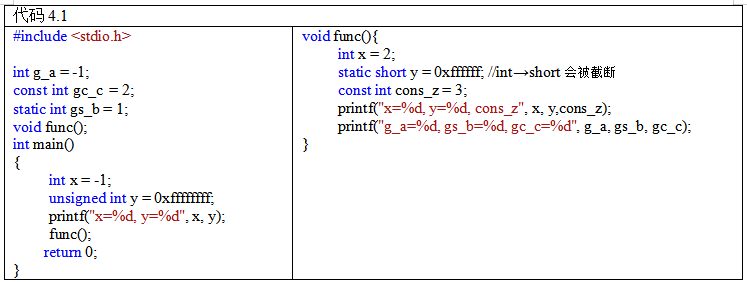 代码 4.1
#include <stdio.h>
int g_a = -1;
const int gc_c = 2;
static int gs_b = 1;
void func();
int main()
{
int x = -1;
unsigned int y = 0xffffffff;
printf("x=%d, y=%d", x, y);
func();
return 0;
}
void func(){
int x = 2;
static short y = 0xffffff; //int→short 会被截断
const int cons_z = 3;
printf("x=%d, y=%d, cons_z", x, y,cons_z);
printf("g_a=%d, gs_b=%d, gc_c=%d", g_a, gs_b, gc_c);
}